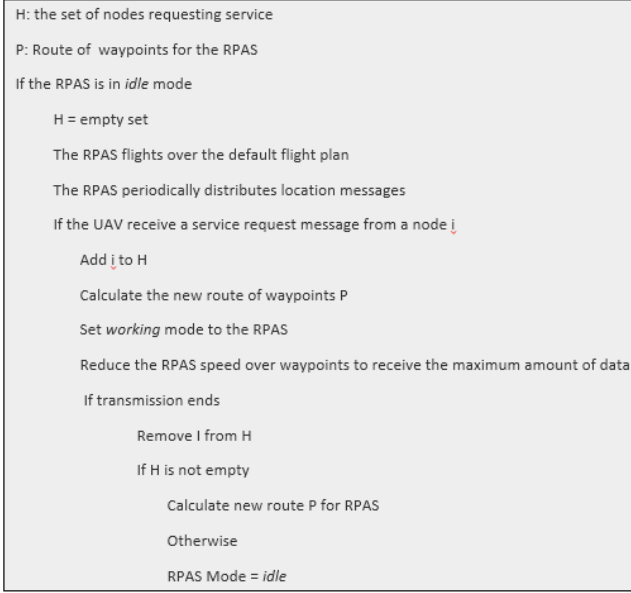 H: the set of nodes requesting service
P: Route of  waypoints for the RPAS
If the RPAS is in idle mode
H = empty set
The RPAS flights over the default flight plan
The RPAS periodically distributes location messages
If the UAV receive a service request message from a node i
Add i to H
Calculate the new route of waypoints P
Set working mode to the RPAS
Reduce the RPAS speed over waypoints to receive the maximum amount of data
If transmission ends
Remove I from H
If H is not empty
Calculate new route P for RPAS
Otherwise
RPAS Mode = idle